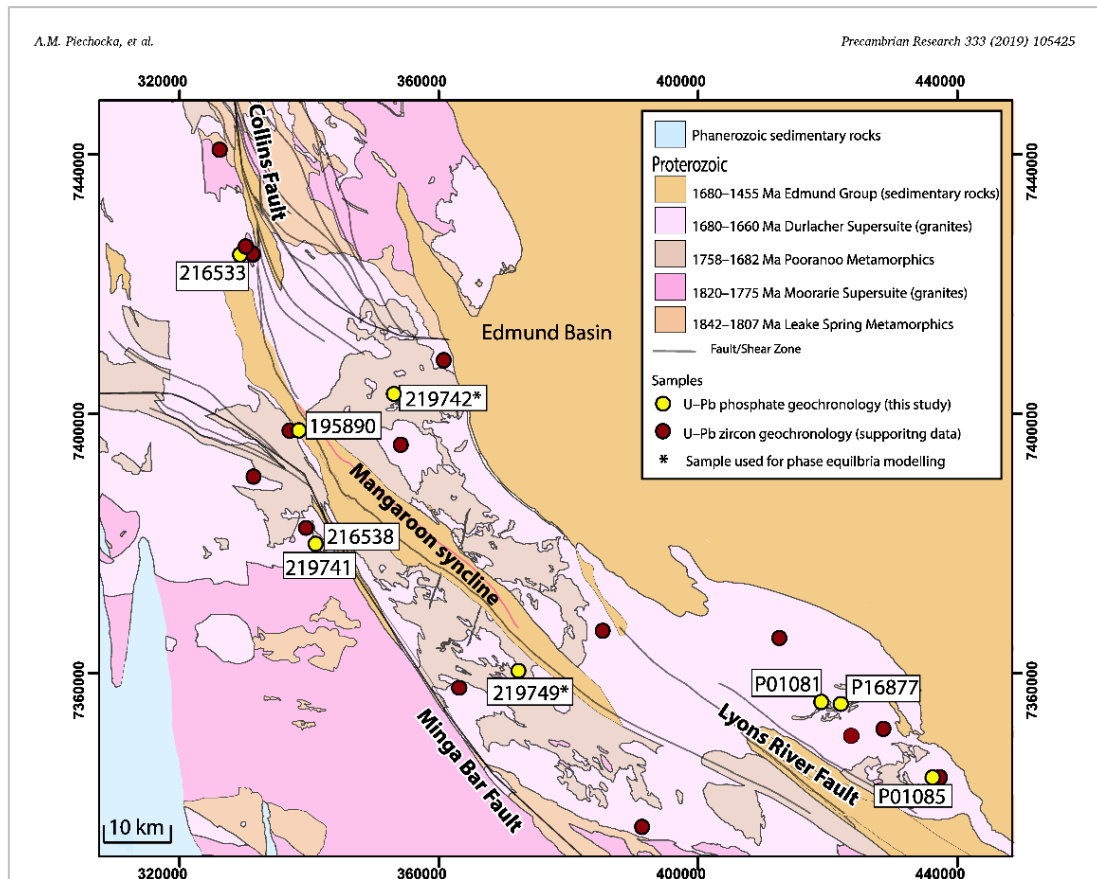 A.M. Piechocka, et al.
Precambrian Research 333 (2019) 105425
320000
360000
400000
440000
7440000
7400000
7360000
7440000
7400000
7360000
Collins Fault
216533
Edmund Basin
219742*
195890
Mangaroon syncline
216538
219741
219749*
Minga Bar Fault
Lyons River Fault
P01081
P16877
P01085
10 km
Phanerozoic sedimentary rocks
Proterozoic
1680–1455 Ma Edmund Group (sedimentary rocks)
1680–1660 Ma Durlacher Supersuite (granites)
1758–1682 Ma Pooranoo Metamorphics
1820–1775 Ma Moorarie Supersuite (granites)
1842–1807 Ma Leake Spring Metamorphics
Fault/Shear Zone
Samples
U–Pb phosphate geochronology (this study)
U–Pb zircon geochronology (suporitng data)
* Sample used for phase equilbria modelling
320000
360000
400000
440000